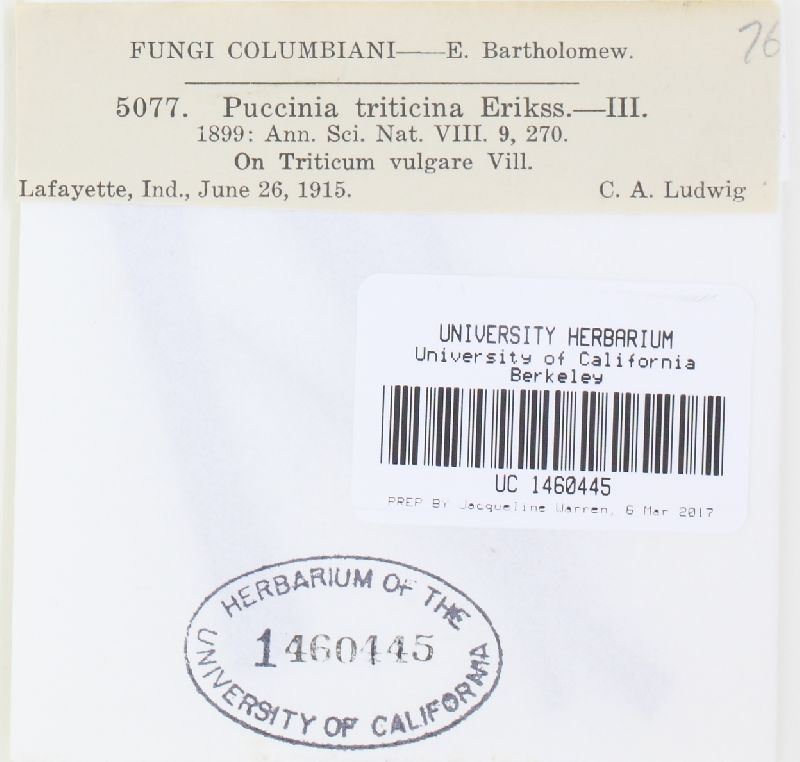 76
FUNGI COLUMBIANI——E. Bartholomew.
5077. Puccinia triticina Erikss.—III.
1899: Ann. Sci. Nat. VIII. 9, 270.
On Triticum vulgare Vill.
Lafayette, Ind., June 26, 1915. C. A. Ludwig
UNIVERSITY HERBARIUM
University of California
Berkeley
UC 1460445
PREP BY Jacqueline Warren, 6 Mar 2017
HERBARIUM OF THE
1460445
UNIVERSITY OF CALIFORNIA